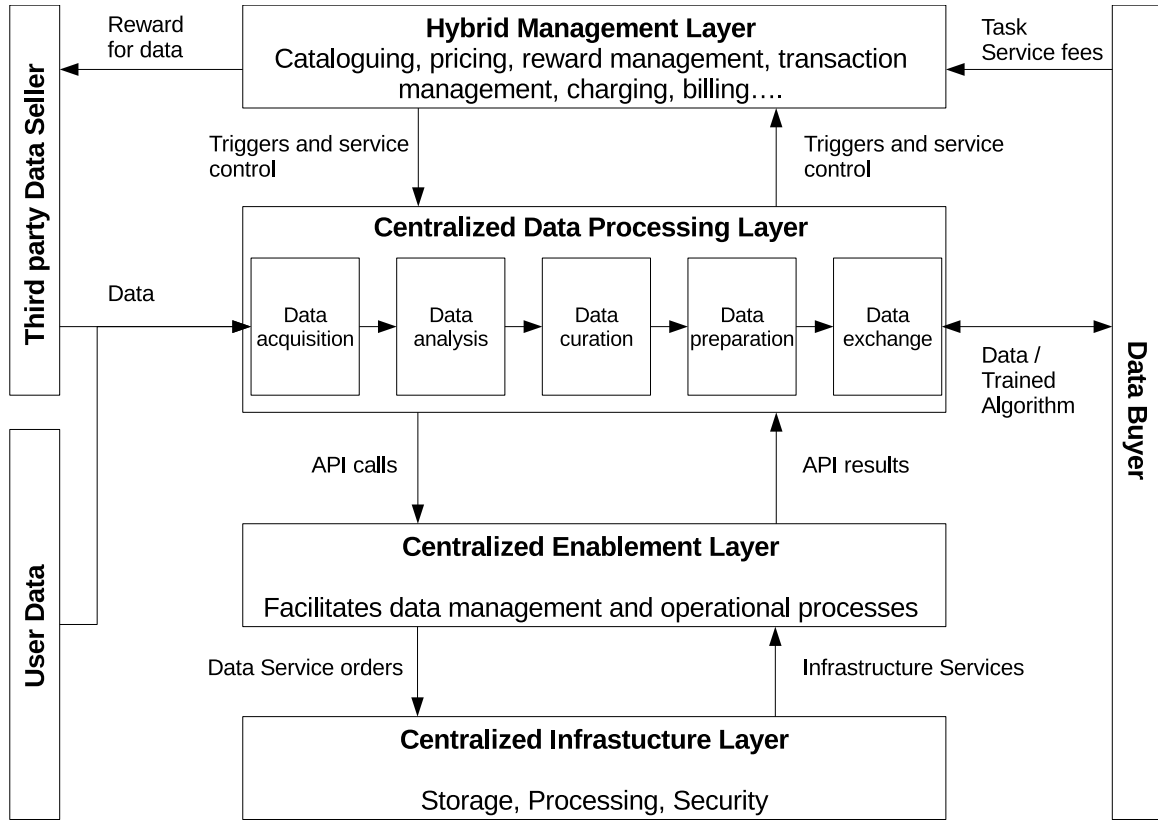 Third party Data Seller
User Data
Reward
for data
Hybrid Management Layer
Cataloguing, pricing, reward management, transaction
management, charging, billing….
Task
Service fees
Triggers and service
control
Triggers and service
control
Centralized Data Processing Layer
Data
Data
acquisition
Data
analysis
Data
curation
Data
preparation
Data
exchange
Data /
Trained
Algorithm
Data Buyer
API calls
API results
Centralized Enablement Layer
Facilitates data management and operational processes
Data Service orders
Infrastructure Services
Centralized Infrastucture Layer
Storage, Processing, Security